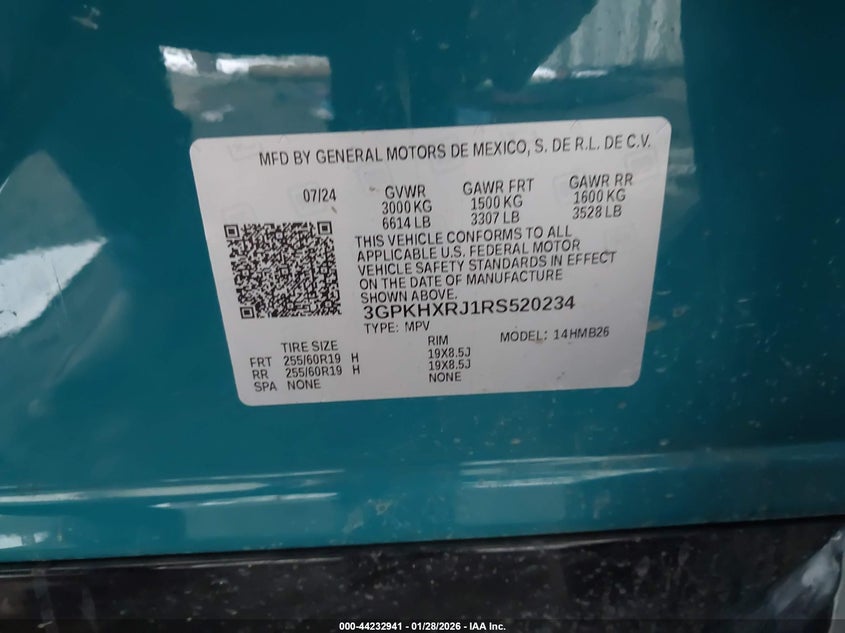 MFD BY GENERAL MOTORS DE MEXICO, S. DE R.L. DE C.V.
07/24 GVWR GAWR FRT GAWR RR
3000 KG 1500 KG 1600 KG
6614 LB 3307 LB 3528 LB
THIS VEHICLE CONFORMS TO ALL
APPLICABLE U.S. FEDERAL MOTOR
VEHICLE SAFETY STANDARDS IN EFFECT
ON THE DATE OF MANUFACTURE
SHOWN ABOVE.
3GPKHXRJ1RS520234
TYPE: MPV MODEL: 14HMB26
TIRE SIZE RIM
FRT 255/60R19 H 19X8.5J
RR 255/60R19 H 19X8.5J
SPA NONE NONE
000-44232941 - 01/28/2026 - IAA Inc.